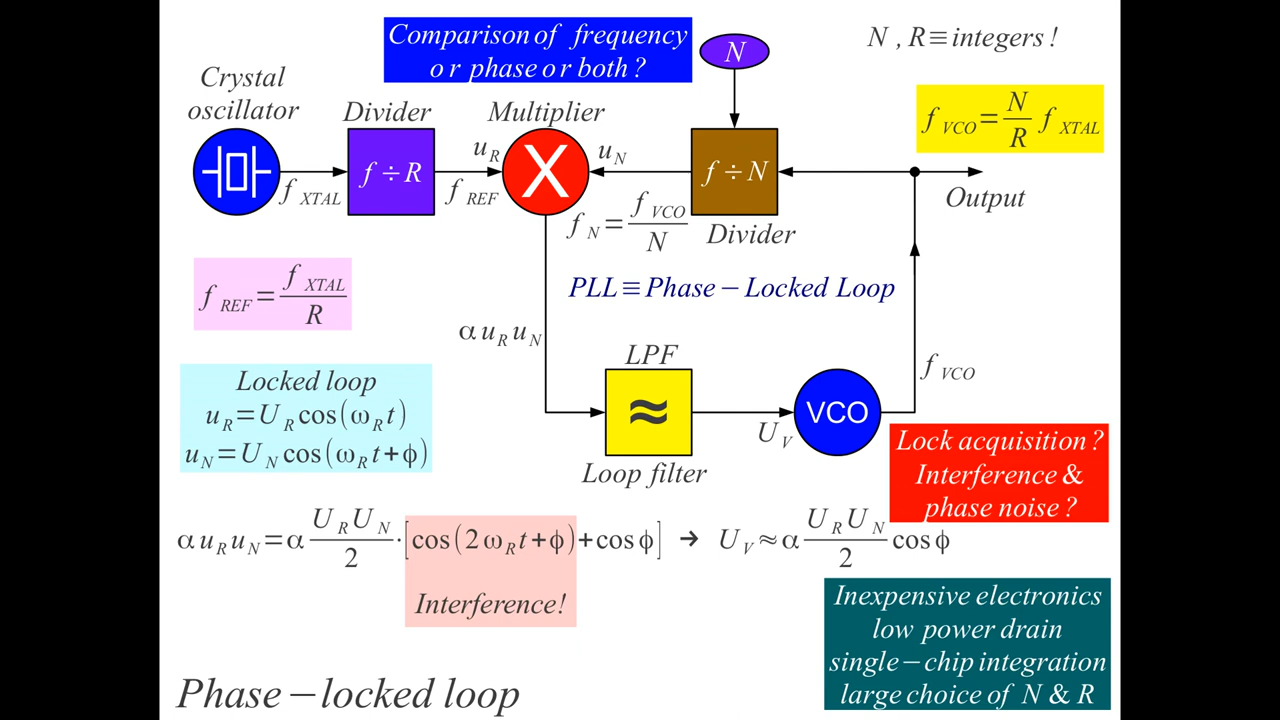 Comparison of frequency
or phase or both ?
N
N , R ≡ integers !
Crystal
oscillator
Divider
Multiplier
f_VCO = N/R f_XTAL
u_R
u_N
f ÷ R
X
f ÷ N
f_XTAL
f_REF
f_N = f_VCO/N
Divider
Output
f_REF = f_XTAL/R
PLL ≡ Phase – Locked Loop
α u_R u_N
LPF
f_VCO
Locked loop
u_R = U_R cos(ω_R t)
u_N = U_N cos(ω_R t + ϕ)
≈
VCO
U_V
Loop filter
Lock acquisition ?
Interference &
phase noise ?
α u_R u_N = α U_R U_N/2 · [cos(2 ω_R t + ϕ) + cos ϕ] → U_V ≈ α U_R U_N/2 cos ϕ
Interference!
Inexpensive electronics
low power drain
single – chip integration
large choice of N & R
Phase – locked loop